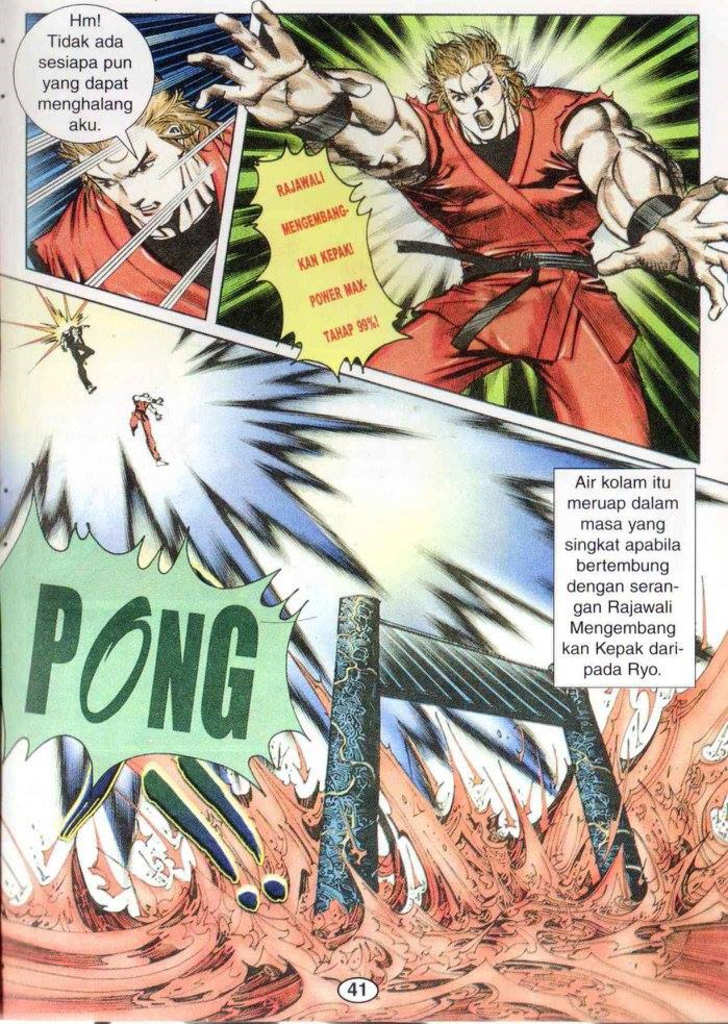 Hm!
Tidak ada
sesiapa pun
yang dapat
menghalang
aku.
RAJAWALI
MENGEMBANG-
KAN KEPAK!
POWER MAX-
TAHAP 99%!
Air kolam itu
meruap dalam
masa yang
singkat apabila
bertembung
dengan seran-
gan Rajawali
Mengembang
kan Kepak dari-
pada Ryo.
PONG
41